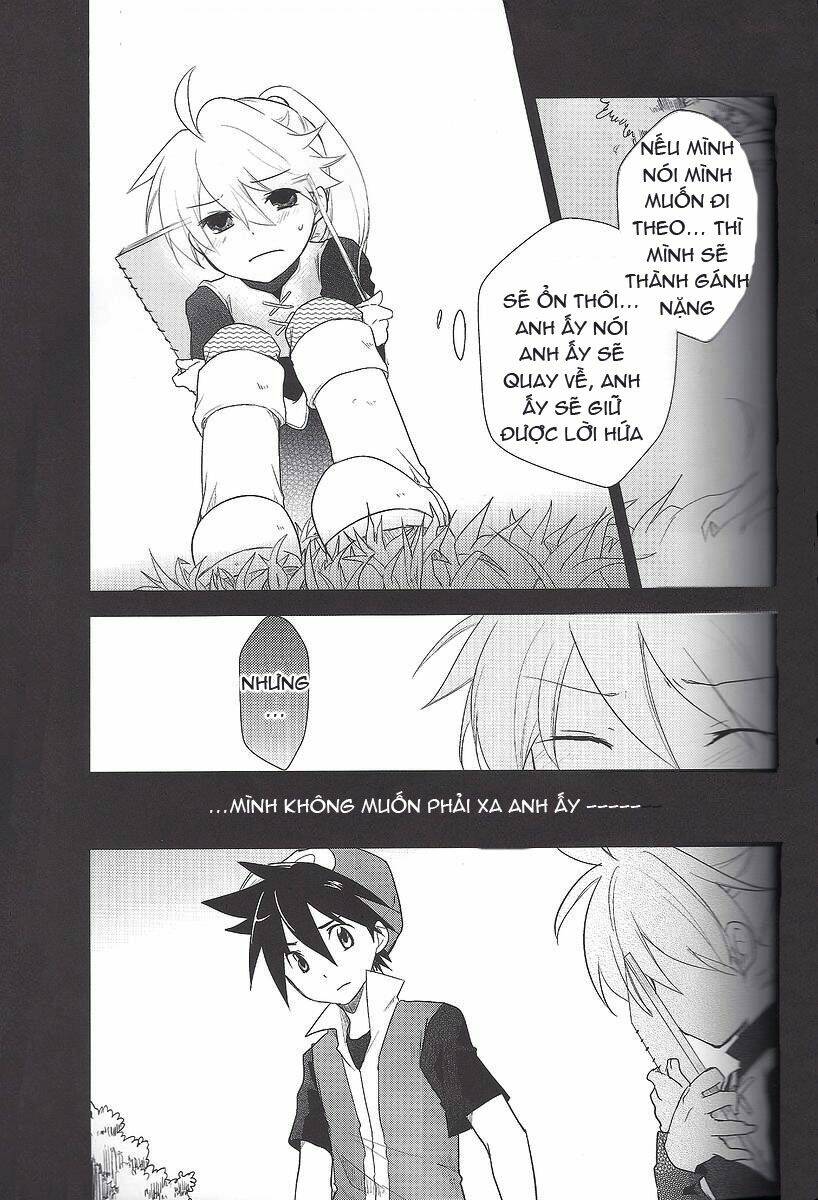 NẾU MÌNH
NÓI MÌNH
MUỐN ĐI
THEO... THÌ
MÌNH SẼ
THÀNH GÁNH
NẶNG
SẼ ỔN THÔI...
ANH ẤY NÓI
ANH ẤY SẼ
QUAY VỀ, ANH
ẤY SẼ GIỮ
ĐƯỢC LỜI HỨA
NHƯNG
...
...MÌNH KHÔNG MUỐN PHẢI XA ANH ẤY ------